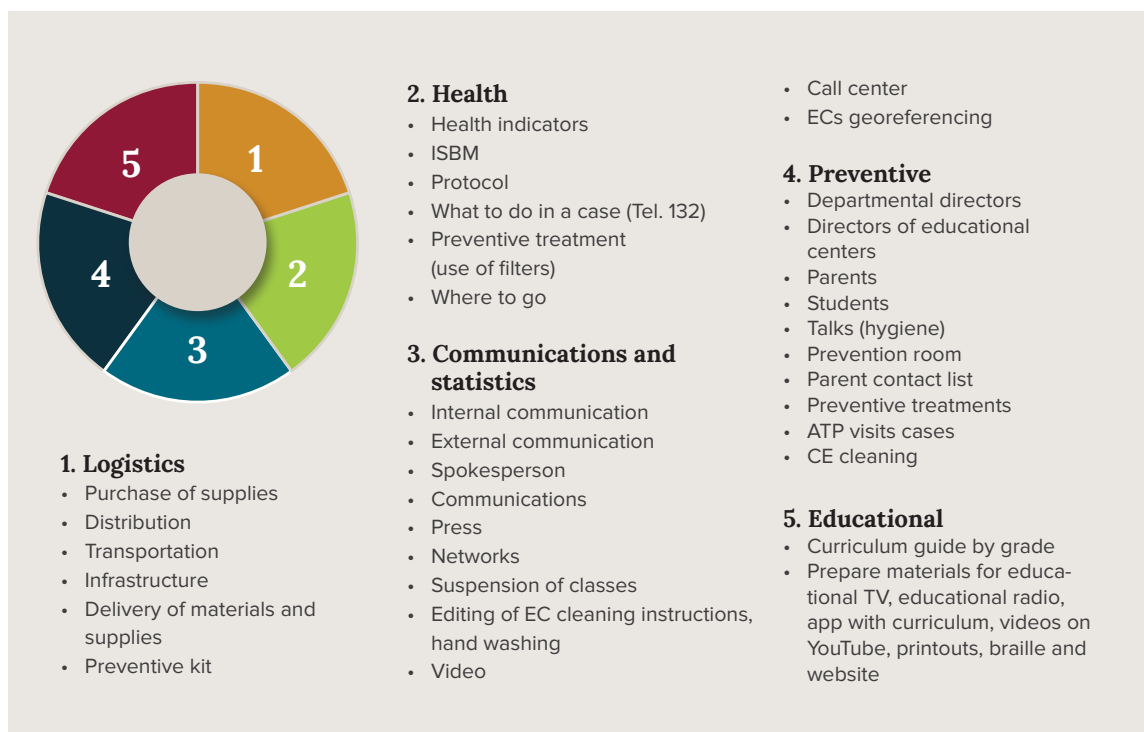 5
1
4
2
3
1. Logistics
• Purchase of supplies
• Distribution
• Transportation
• Infrastructure
• Delivery of materials and
supplies
• Preventive kit
2. Health
• Health indicators
• ISBM
• Protocol
• What to do in a case (Tel. 132)
• Preventive treatment
(use of filters)
• Where to go
3. Communications and
statistics
• Internal communication
• External communication
• Spokesperson
• Communications
• Press
• Networks
• Suspension of classes
• Editing of EC cleaning instructions,
hand washing
• Video
• Call center
• ECs georeferencing
4. Preventive
• Departmental directors
• Directors of educational
centers
• Parents
• Students
• Talks (hygiene)
• Prevention room
• Parent contact list
• Preventive treatments
• ATP visits cases
• CE cleaning
5. Educational
• Curriculum guide by grade
• Prepare materials for educa-
tional TV, educational radio,
app with curriculum, videos on
YouTube, printouts, braille and
website